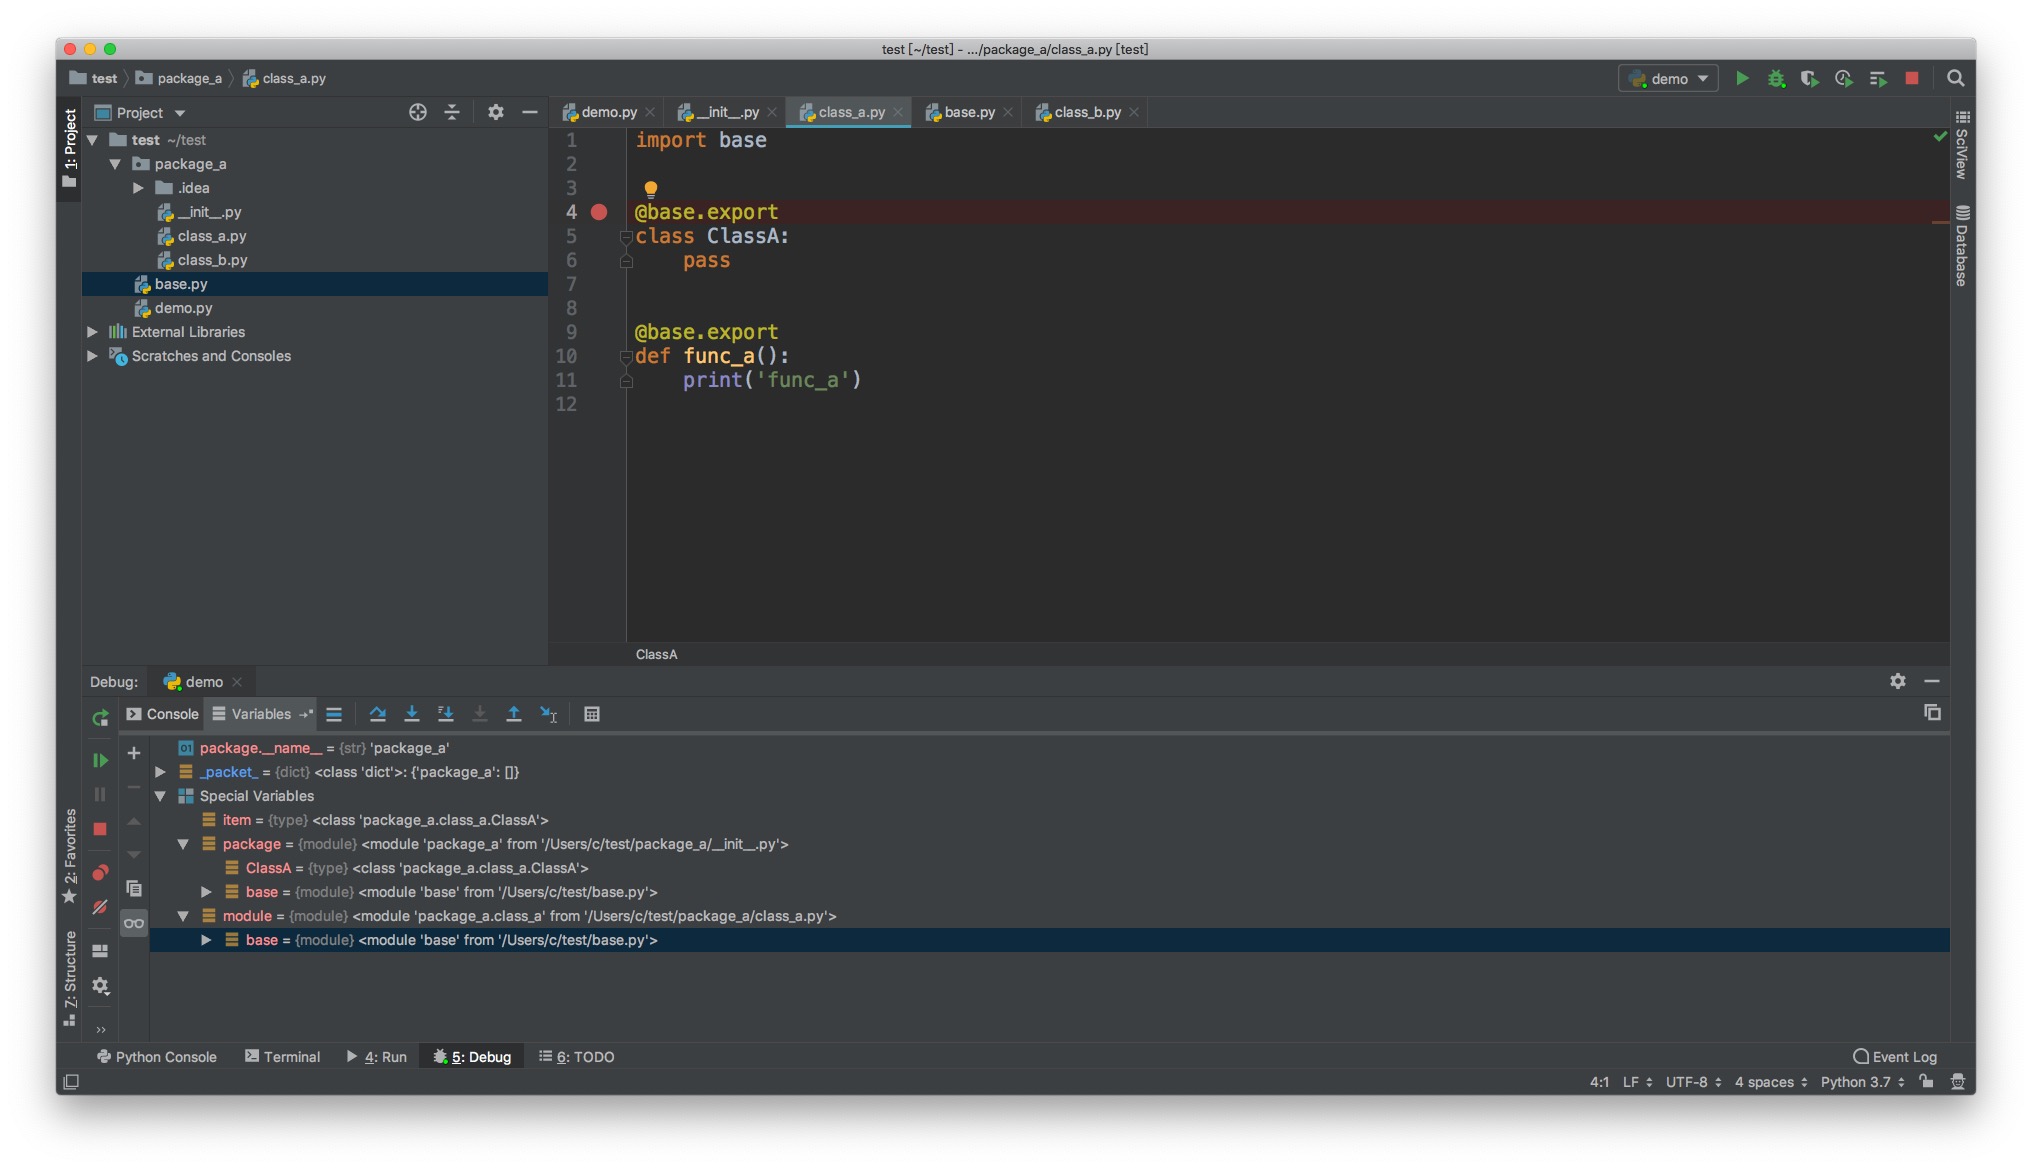 test [~/test] - .../package_a/class_a.py [test]
test package_a class_a.py
demo
1: Project
Project
test ~/test
package_a
.idea
__init__.py
class_a.py
class_b.py
base.py
demo.py
External Libraries
Scratches and Consoles
demo.py __init__.py class_a.py base.py class_b.py
1 import base
2
3
4 @base.export
5 class ClassA:
6 pass
7
8
9 @base.export
10 def func_a():
11 print('func_a')
12
ClassA
SciView
Database
Debug: demo
Console Variables
01 package.__name__ = {str} 'package_a'
_packet_ = {dict} <class 'dict'>: {'package_a': []}
Special Variables
item = {type} <class 'package_a.class_a.ClassA'>
package = {module} <module 'package_a' from '/Users/c/test/package_a/__init__.py'>
ClassA = {type} <class 'package_a.class_a.ClassA'>
base = {module} <module 'base' from '/Users/c/test/base.py'>
module = {module} <module 'package_a.class_a' from '/Users/c/test/package_a/class_a.py'>
base = {module} <module 'base' from '/Users/c/test/base.py'>
2: Favorites
Z: Structure
Python Console Terminal 4: Run 5: Debug 6: TODO Event Log
4:1 LF UTF-8 4 spaces Python 3.7